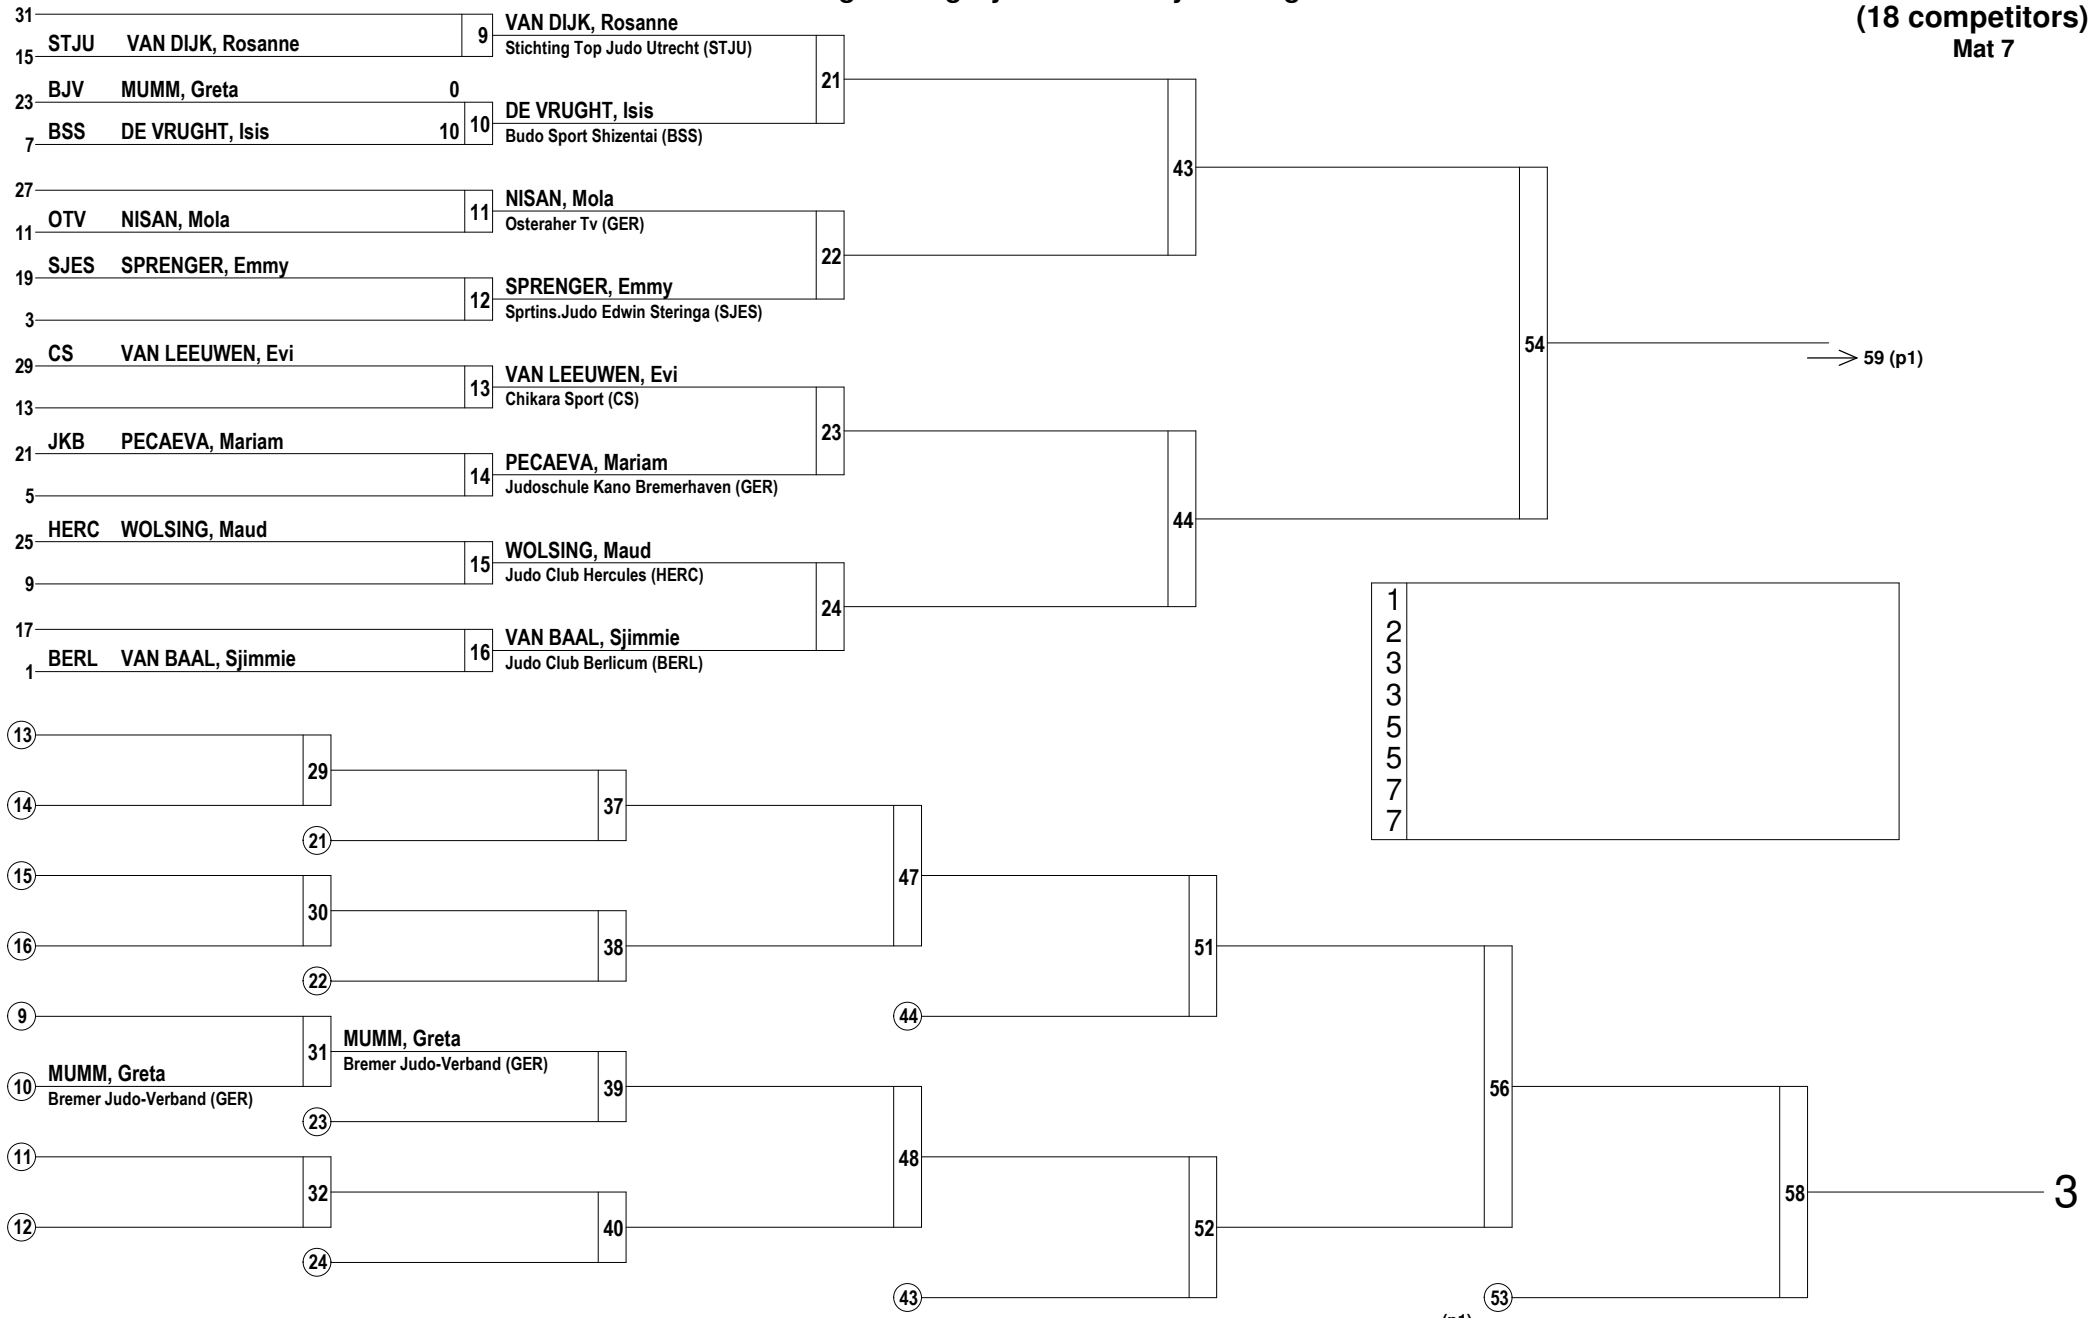 (18 competitors)
Mat 7
31
STJU VAN DIJK, Rosanne
15
9
VAN DIJK, Rosanne
Stichting Top Judo Utrecht (STJU)
BJV MUMM, Greta 0
23
BSS DE VRUGHT, Isis 10
7
10
DE VRUGHT, Isis
Budo Sport Shizentai (BSS)
21
27
OTV NISAN, Mola
11
11
NISAN, Mola
Osteraher Tv (GER)
SJES SPRENGER, Emmy
19
3
12
SPRENGER, Emmy
Sprtins.Judo Edwin Steringa (SJES)
22
43
CS VAN LEEUWEN, Evi
29
13
13
VAN LEEUWEN, Evi
Chikara Sport (CS)
JKB PECAEVA, Mariam
21
5
14
PECAEVA, Mariam
Judoschule Kano Bremerhaven (GER)
23
HERC WOLSING, Maud
25
9
15
WOLSING, Maud
Judo Club Hercules (HERC)
17
BERL VAN BAAL, Sjimmie
1
16
VAN BAAL, Sjimmie
Judo Club Berlicum (BERL)
24
44
54
59 (p1)
1
2
3
3
5
5
7
7
13
14
29
21
37
15
16
30
22
38
47
44
51
9
10
MUMM, Greta
Bremer Judo-Verband (GER)
31
MUMM, Greta
Bremer Judo-Verband (GER)
23
39
11
12
32
24
40
48
43
52
56
53
58
3